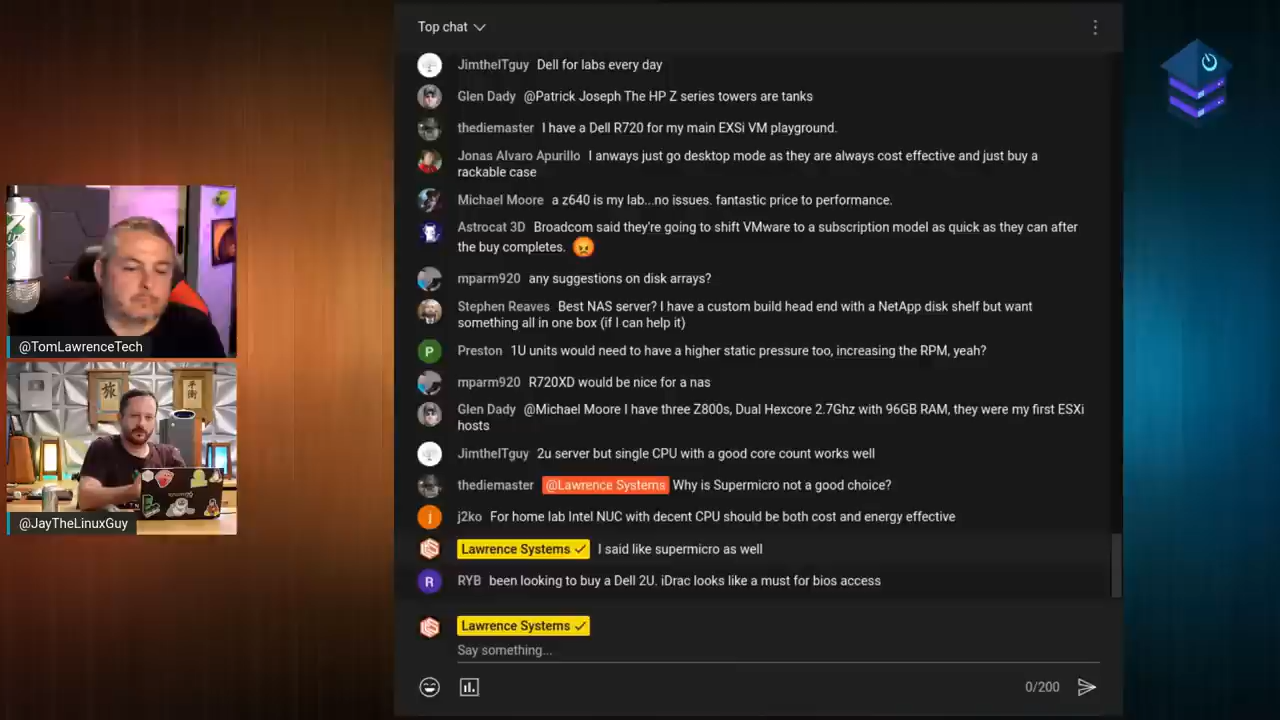 Top chat
JimtheITguy Dell for labs every day
Glen Dady @Patrick Joseph The HP Z series towers are tanks
thediemaster I have a Dell R720 for my main EXSi VM playground.
Jonas Alvaro Apurillo I anways just go desktop mode as they are always cost effective and just buy a
rackable case
Michael Moore a z640 is my lab...no issues. fantastic price to performance.
Astrocat 3D Broadcom said they're going to shift VMware to a subscription model as quick as they can after
the buy completes.
mparm920 any suggestions on disk arrays?
Stephen Reaves Best NAS server? I have a custom build head end with a NetApp disk shelf but want
something all in one box (if I can help it)
P Preston 1U units would need to have a higher static pressure too, increasing the RPM, yeah?
mparm920 R720XD would be nice for a nas
Glen Dady @Michael Moore I have three Z800s, Dual Hexcore 2.7Ghz with 96GB RAM, they were my first ESXi
hosts
JimtheITguy 2u server but single CPU with a good core count works well
thediemaster @Lawrence Systems Why is Supermicro not a good choice?
j j2ko For home lab Intel NUC with decent CPU should be both cost and energy effective
Lawrence Systems I said like supermicro as well
R RYB been looking to buy a Dell 2U. iDrac looks like a must for bios access
Lawrence Systems
Say something...
0/200
@TomLawrenceTech
旅
平
@JayTheLinuxGuy